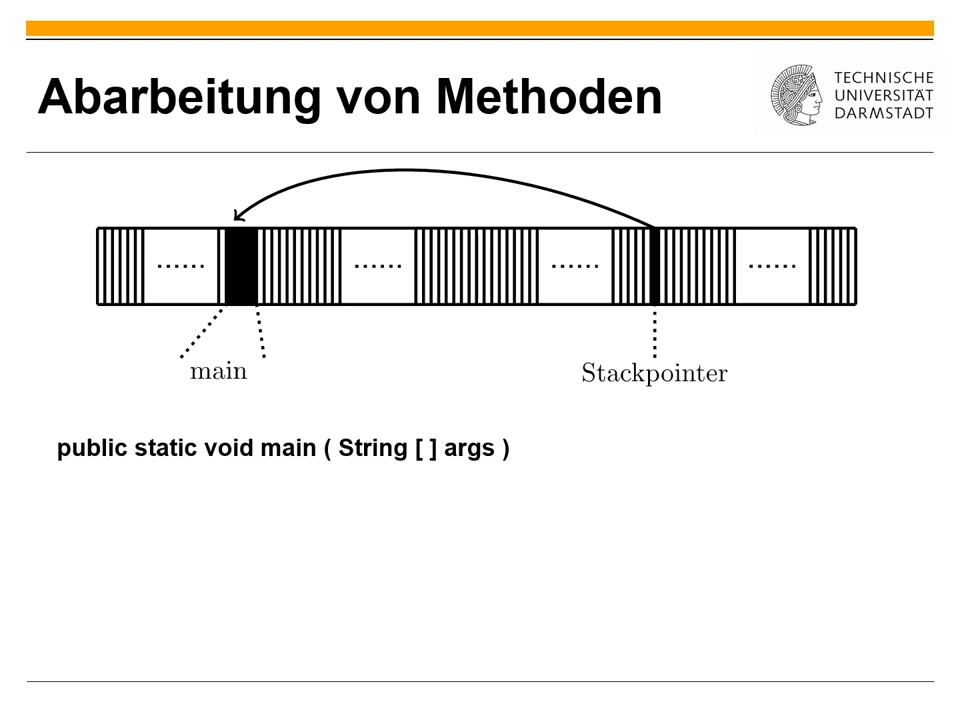 Abarbeitung von Methoden
TECHNISCHE
UNIVERSITÄT
DARMSTADT
...... ...... ...... ......
main
Stackpointer
public static void main ( String [ ] args )